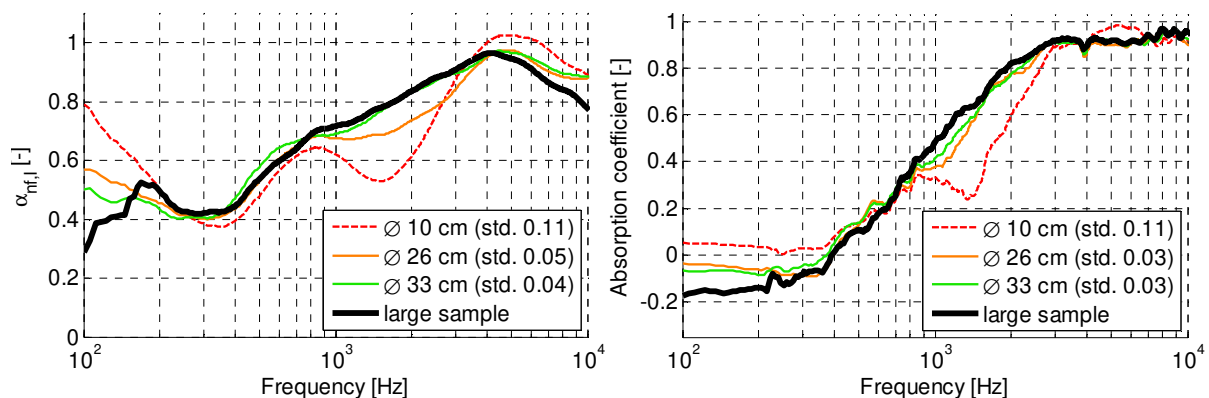 1
0.8
0.6
0.4
0.2
0
α_nf,I [-]
10^2
10^3
10^4
Frequency [Hz]
∅ 10 cm (std. 0.11)
∅ 26 cm (std. 0.05)
∅ 33 cm (std. 0.04)
large sample
1
0.8
0.6
0.4
0.2
0
-0.2
Absorption coefficient [-]
10^2
10^3
10^4
Frequency [Hz]
∅ 10 cm (std. 0.11)
∅ 26 cm (std. 0.03)
∅ 33 cm (std. 0.03)
large sample